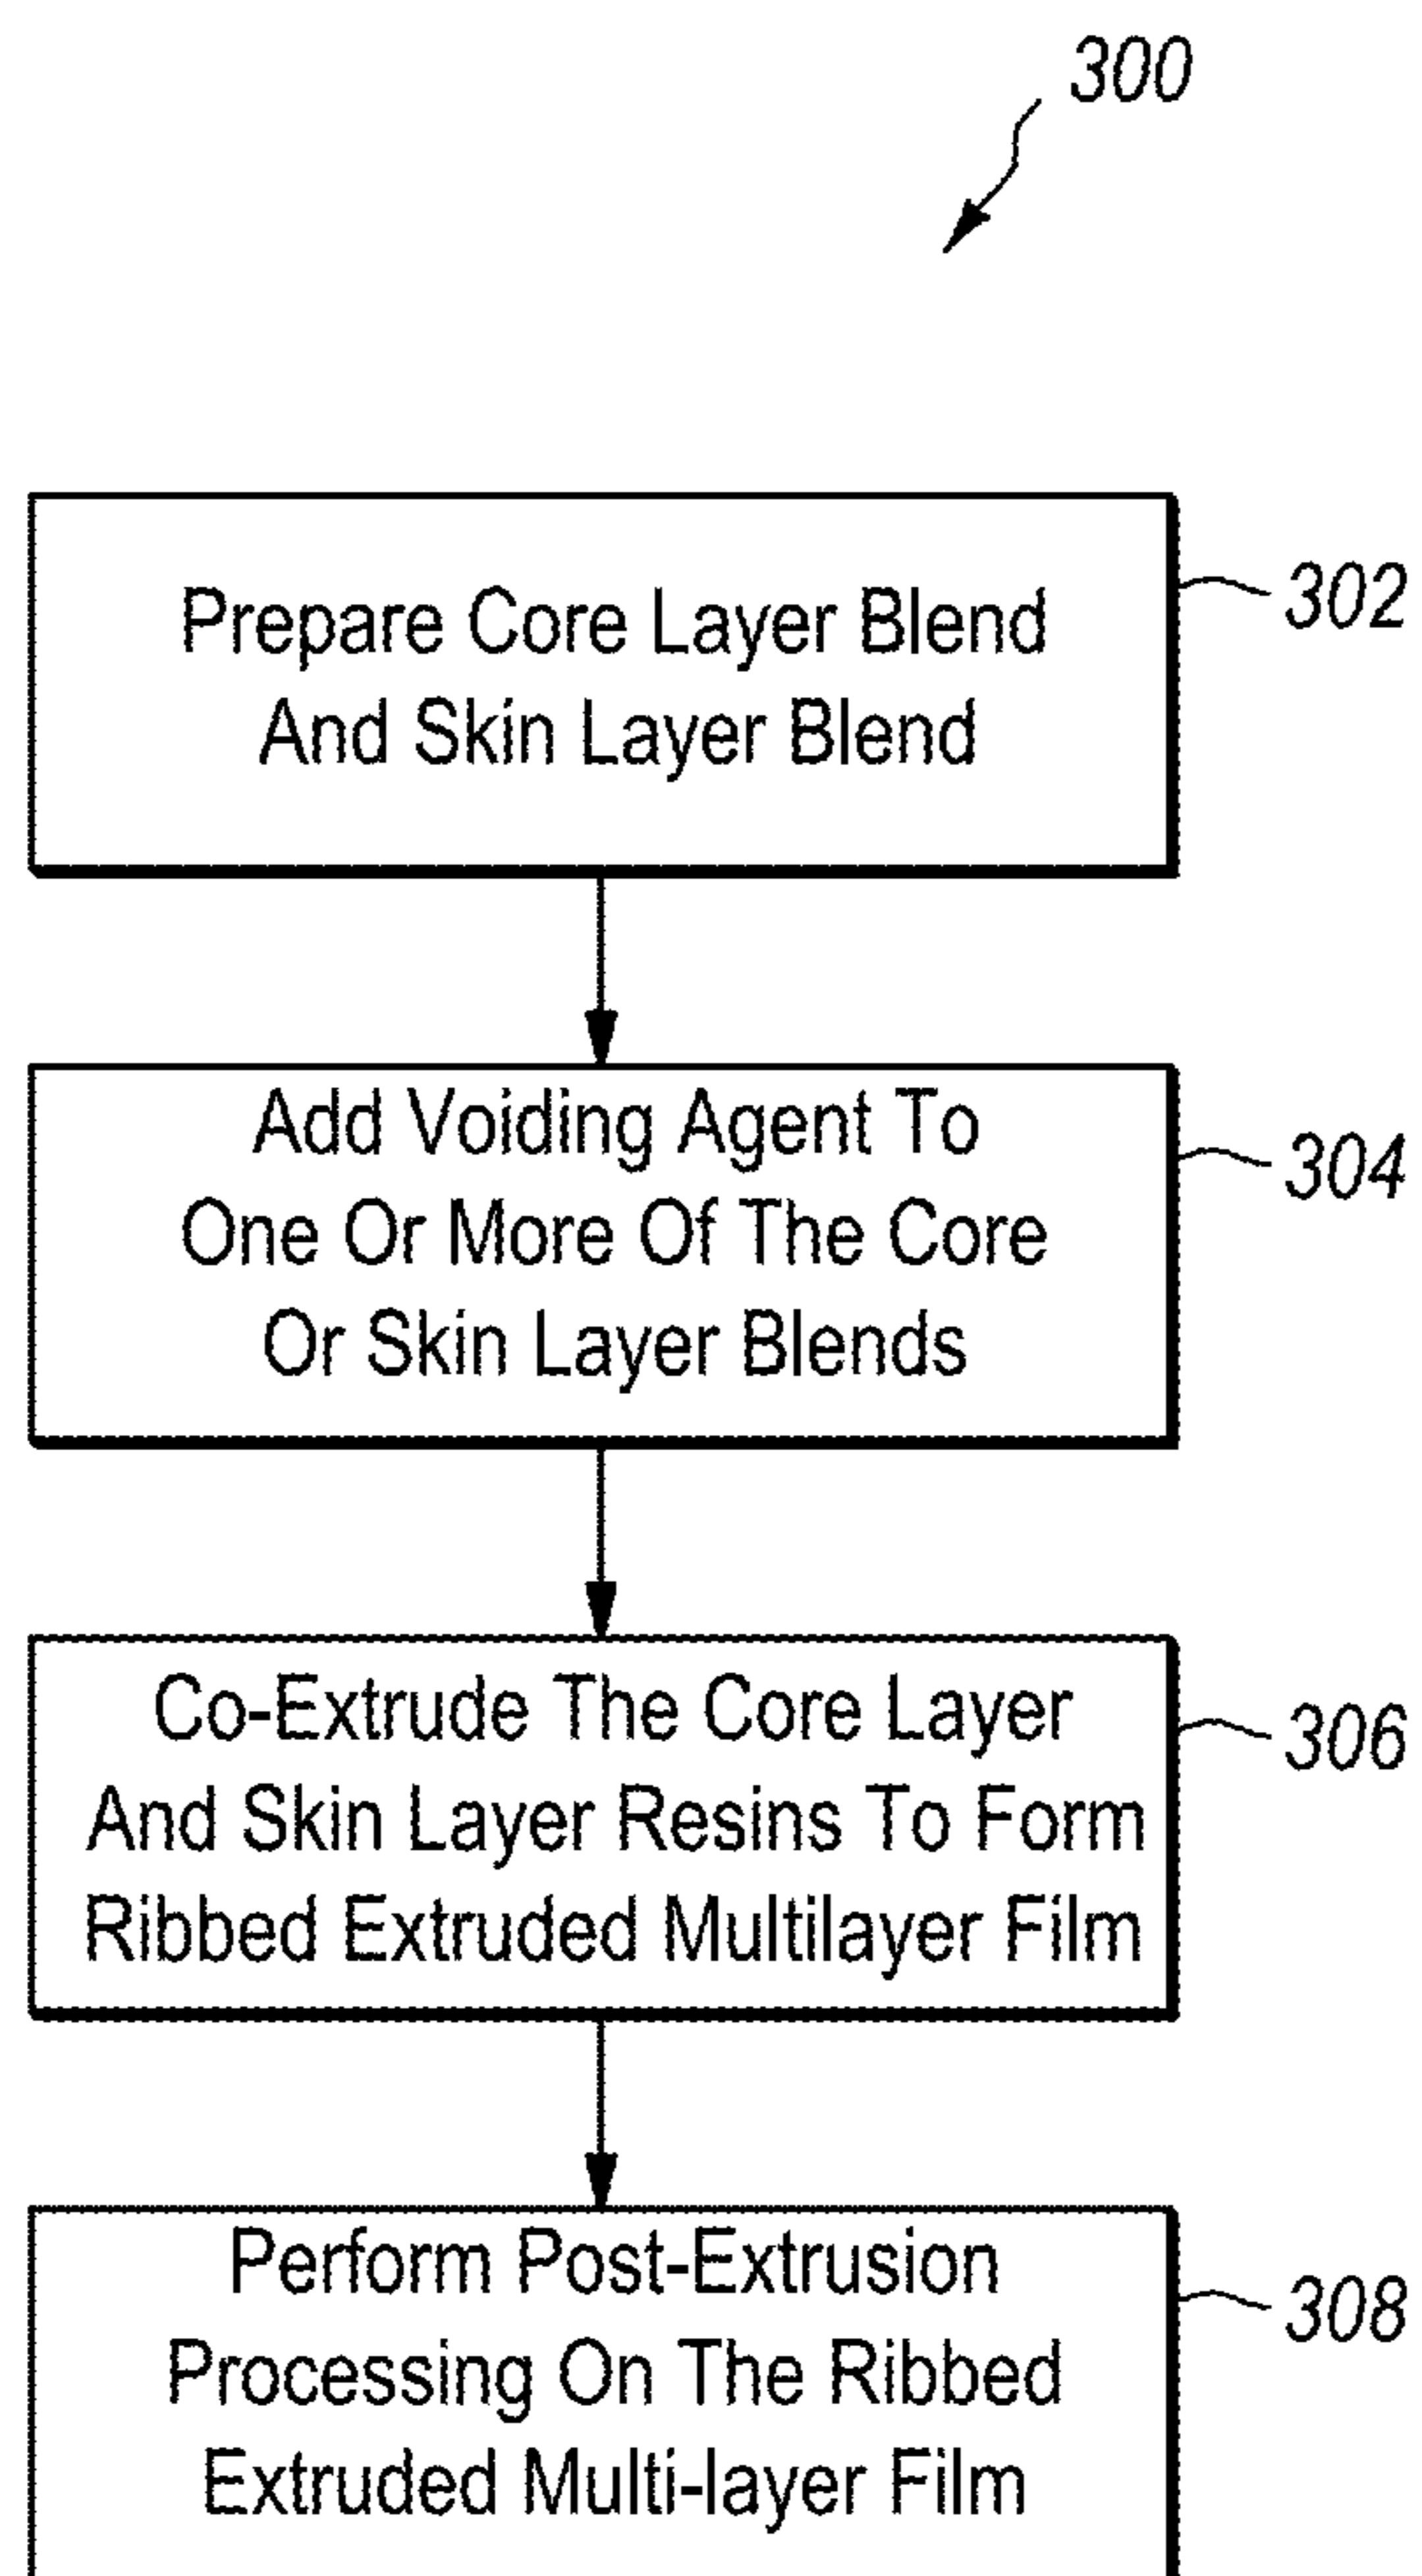 300
Prepare Core Layer Blend
And Skin Layer Blend
302
Add Voiding Agent To
One Or More Of The Core
Or Skin Layer Blends
304
Co-Extrude The Core Layer
And Skin Layer Resins To Form
Ribbed Extruded Multilayer Film
306
Perform Post-Extrusion
Processing On The Ribbed
Extruded Multi-layer Film
308